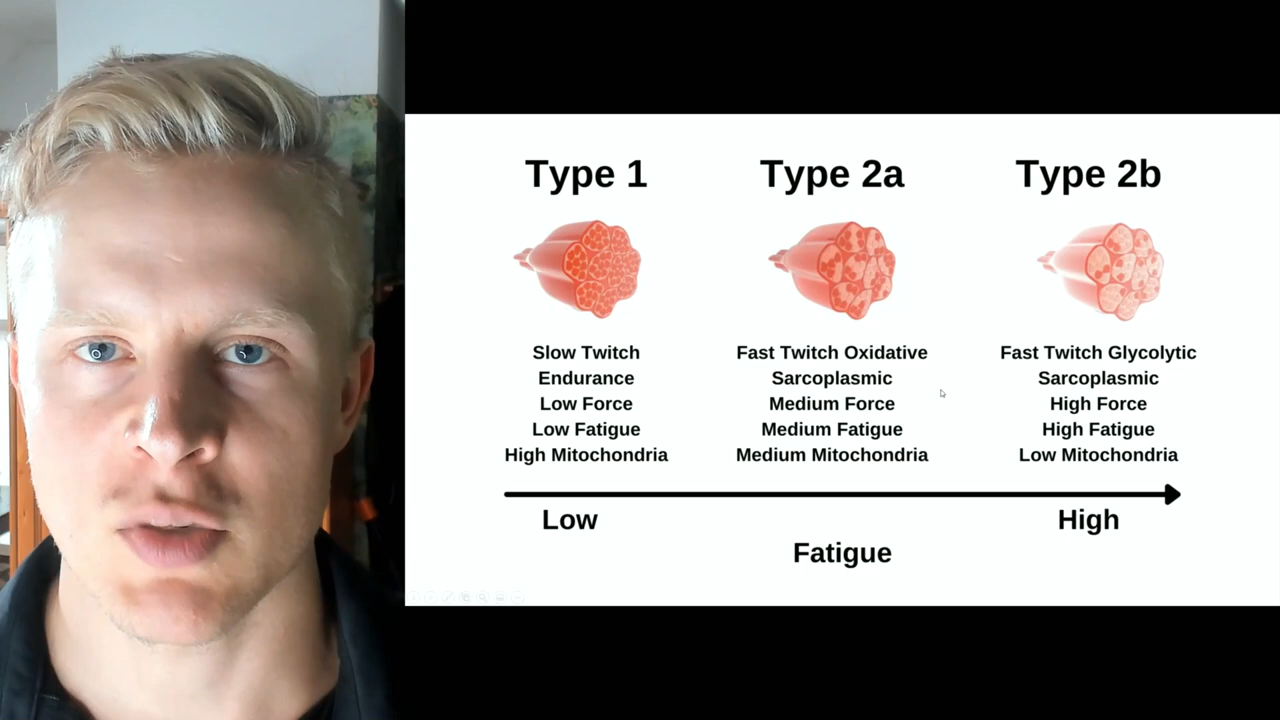 Type 1
Slow Twitch
Endurance
Low Force
Low Fatigue
High Mitochondria
Type 2a
Fast Twitch Oxidative
Sarcoplasmic
Medium Force
Medium Fatigue
Medium Mitochondria
Type 2b
Fast Twitch Glycolytic
Sarcoplasmic
High Force
High Fatigue
Low Mitochondria
Low
High
Fatigue